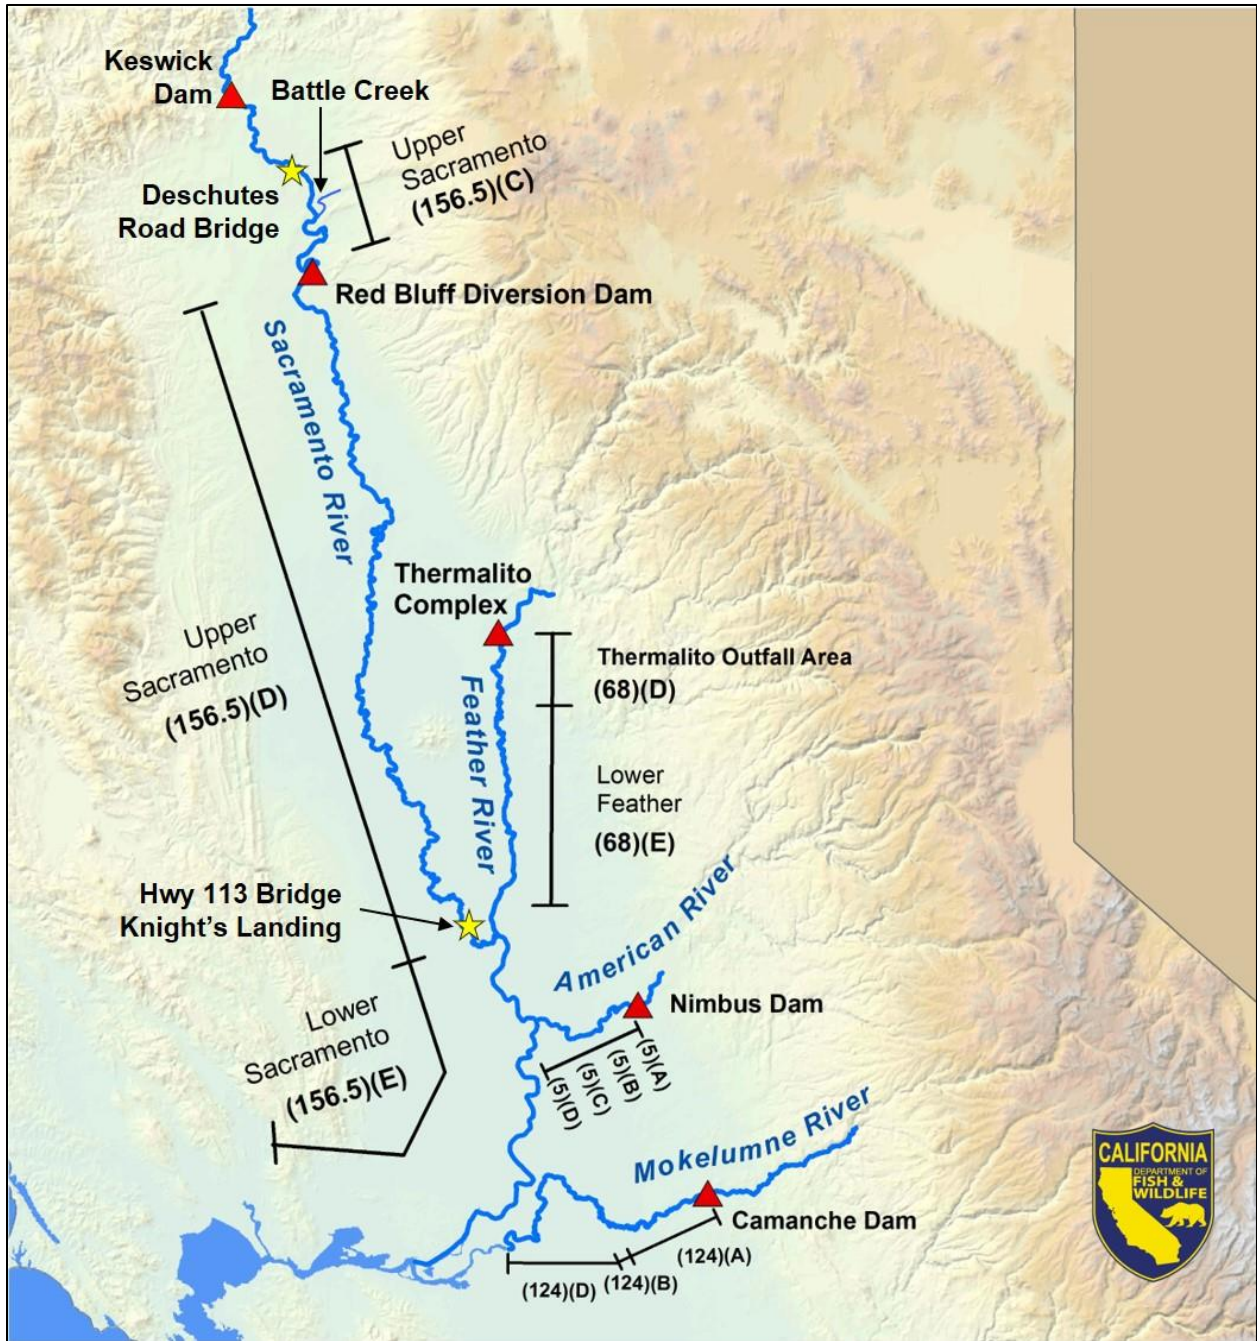 Keswick
Dam
Battle Creek
Upper
Sacramento
(156.5)(C)
Deschutes
Road Bridge
Red Bluff Diversion Dam
Sacramento River
Thermalito
Complex
Thermalito Outfall Area
(68)(D)
Upper
Sacramento
(156.5)(D)
Feather River
Lower
Feather
(68)(E)
Hwy 113 Bridge
Knight's Landing
American River
Nimbus Dam
Lower
Sacramento
(156.5)(E)
(5)(A)
(5)(B)
(5)(C)
(5)(D)
Mokelumne River
Camanche Dam
(124)(A)
(124)(B)
(124)(D)
CALIFORNIA
DEPARTMENT OF
FISH &
WILDLIFE